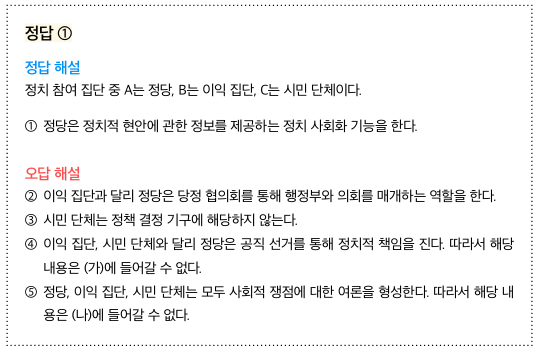 정답 ①
정답 해설
정치 참여 집단 중 A는 정당, B는 이익 집단, C는 시민 단체이다.
① 정당은 정치적 현안에 관한 정보를 제공하는 정치 사회화 기능을 한다.
오답 해설
② 이익 집단과 달리 정당은 당정 협의회를 통해 행정부와 의회를 매개하는 역할을 한다.
③ 시민 단체는 정책 결정 기구에 해당하지 않는다.
④ 이익 집단, 시민 단체와 달리 정당은 공직 선거를 통해 정치적 책임을 진다. 따라서 해당
내용은 (가)에 들어갈 수 없다.
⑤ 정당, 이익 집단, 시민 단체는 모두 사회적 쟁점에 대한 여론을 형성한다. 따라서 해당 내
용은 (나)에 들어갈 수 없다.